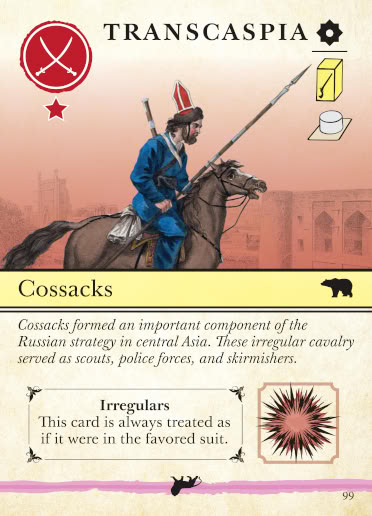 TRANSCASPIA
Cossacks
Cossacks formed an important component of the
Russian strategy in central Asia. These irregular cavalry
served as scouts, police forces, and skirmishers.
Irregulars
This card is always treated as
if it were in the favored suit.
99